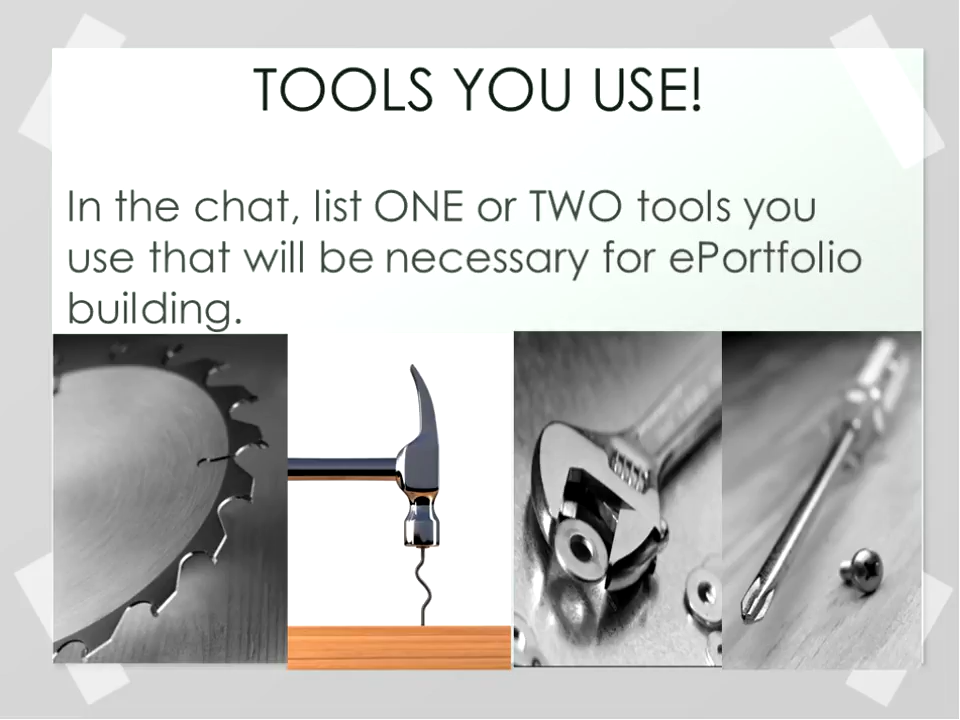 TOOLS YOU USE!
In the chat, list ONE or TWO tools you
use that will be necessary for ePortfolio
building.